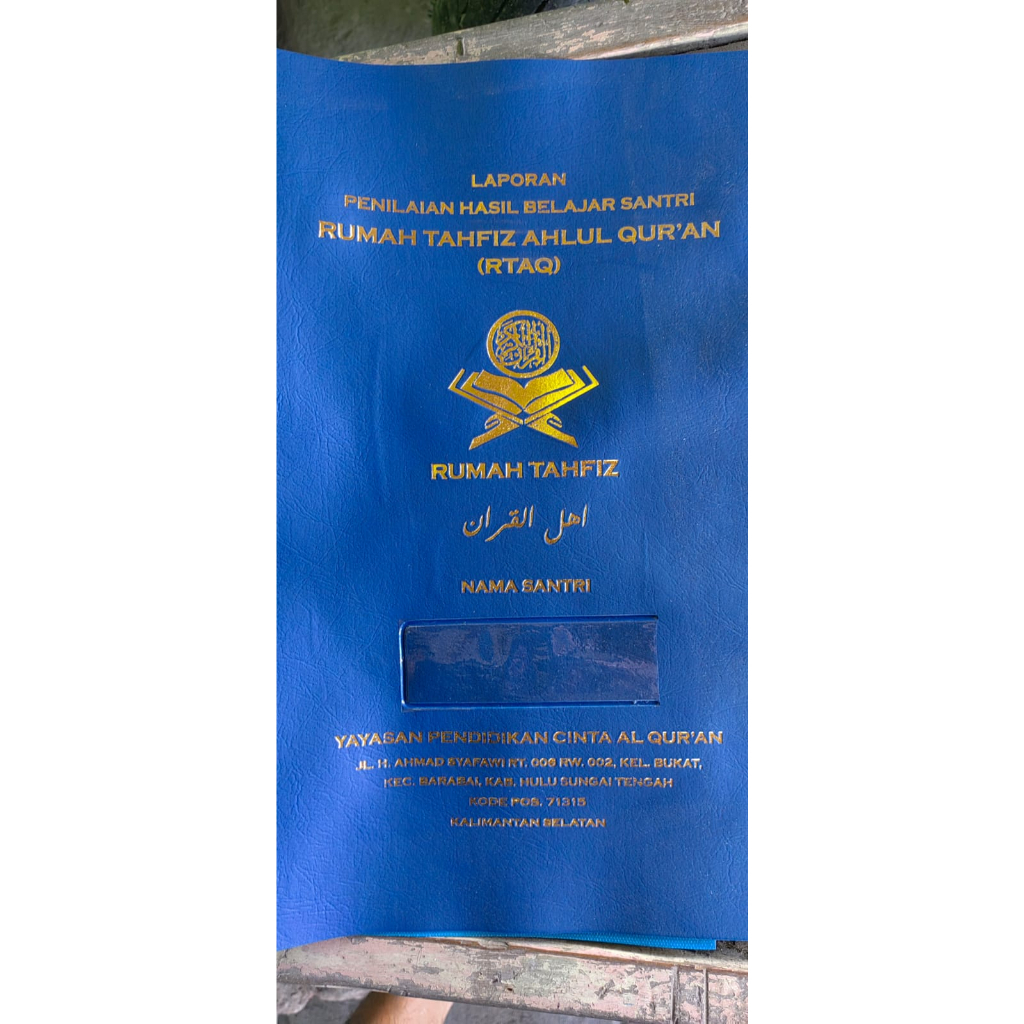 LAPORAN
PENILAIAN HASIL BELAJAR SANTRI
RUMAH TAHFIZ AHLUL QUR'AN
(RTAQ)
RUMAH TAHFIZ
اهل القران
NAMA SANTRI
YAYASAN PENDIDIKAN CINTA AL QUR'AN
JL. H. AHMAD SYAFAWI RT. 006 RW. 002, KEL. BUKAT,
KEC. BARABAI, KAB. HULU SUNGAI TENGAH
KODE POS. 71315
KALIMANTAN SELATAN